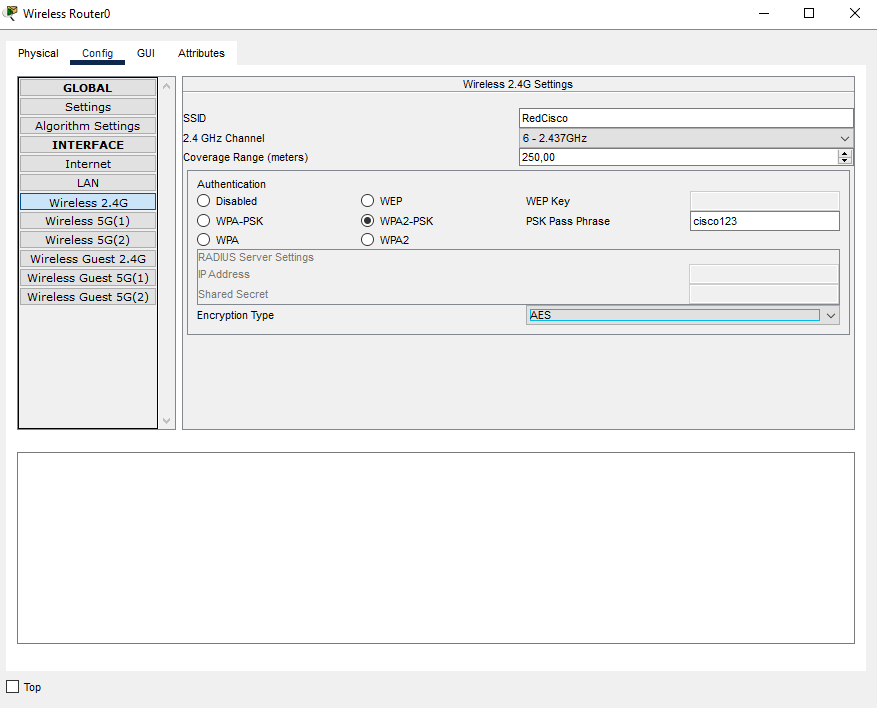 Wireless Router0
Physical Config GUI Attributes
GLOBAL
Settings
Algorithm Settings
INTERFACE
Internet
LAN
Wireless 2.4G
Wireless 5G(1)
Wireless 5G(2)
Wireless Guest 2.4G
Wireless Guest 5G(1)
Wireless Guest 5G(2)
Wireless 2.4G Settings
SSID RedCisco
2.4 GHz Channel 6 - 2.437GHz
Coverage Range (meters) 250,00
Authentication
Disabled WEP WEP Key
WPA-PSK WPA2-PSK PSK Pass Phrase cisco123
WPA WPA2
RADIUS Server Settings
IP Address
Shared Secret
Encryption Type AES
Top